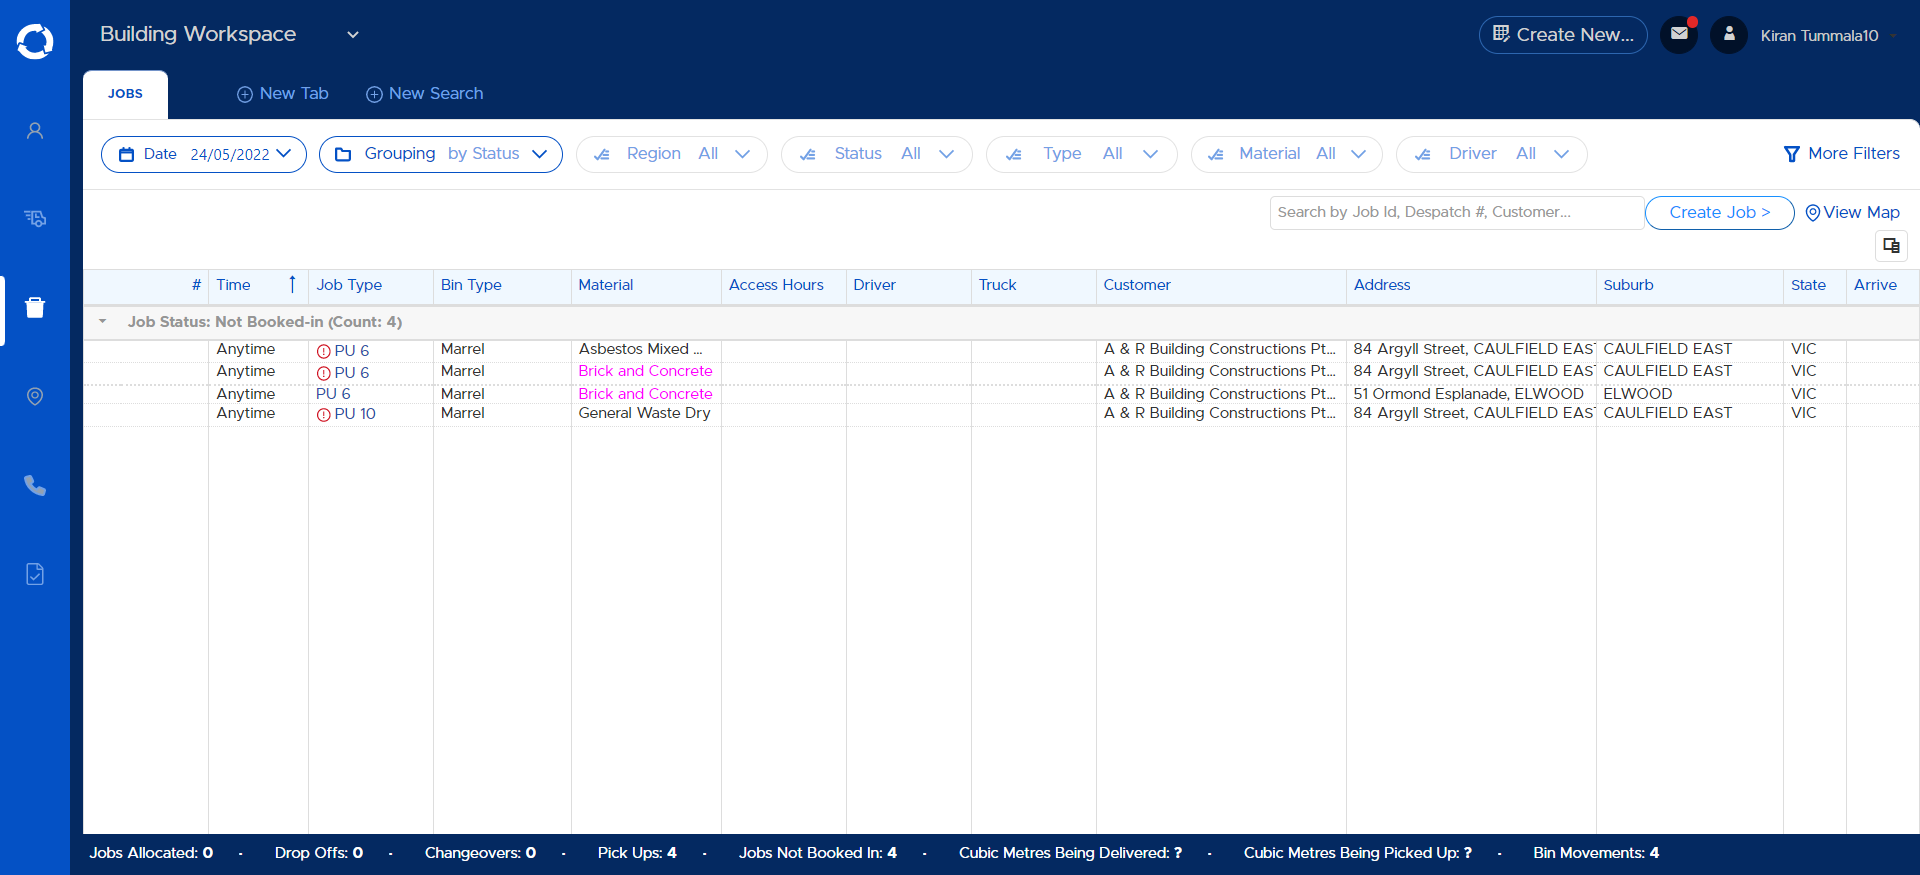 Building Workspace
Create New...
Kiran Tummala10
JOBS
New Tab
New Search
Date 24/05/2022
Grouping by Status
Region All
Status All
Type All
Material All
Driver All
More Filters
Search by Job Id, Despatch #, Customer...
Create Job >
View Map
# Time Job Type Bin Type Material Access Hours Driver Truck Customer Address Suburb State Arrive
Job Status: Not Booked-in (Count: 4)
Anytime PU 6 Marrel Asbestos Mixed ... A & R Building Constructions Pt... 84 Argyll Street, CAULFIELD EAST CAULFIELD EAST VIC
Anytime PU 6 Marrel Brick and Concrete A & R Building Constructions Pt... 84 Argyll Street, CAULFIELD EAST CAULFIELD EAST VIC
Anytime PU 6 Marrel Brick and Concrete A & R Building Constructions Pt... 51 Ormond Esplanade, ELWOOD ELWOOD VIC
Anytime PU 10 Marrel General Waste Dry A & R Building Constructions Pt... 84 Argyll Street, CAULFIELD EAST CAULFIELD EAST VIC
Jobs Allocated: 0 · Drop Offs: 0 · Changeovers: 0 · Pick Ups: 4 · Jobs Not Booked In: 4 · Cubic Metres Being Delivered: ? · Cubic Metres Being Picked Up: ? · Bin Movements: 4